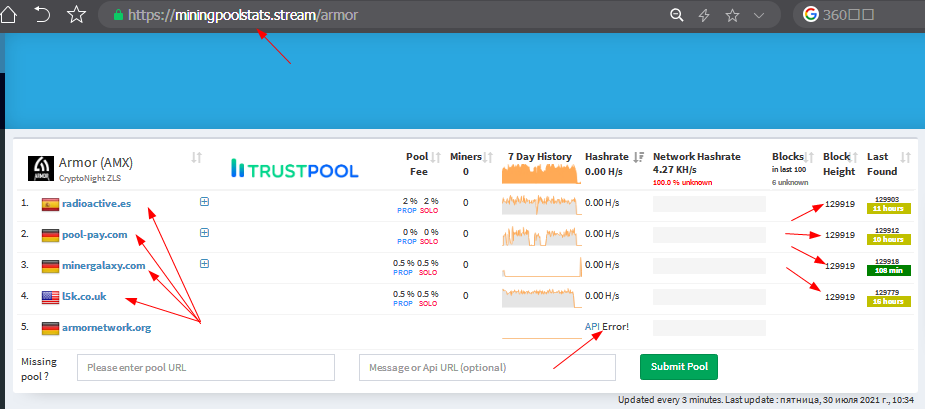 https://miningpoolstats.stream/armor
360
Armor (AMX)
CryptoNight ZLS
TRUSTPOOL
Pool Fee
Miners
0
7 Day History
Hashrate
0.00 H/s
Network Hashrate
4.27 KH/s
100.0 % unknown
Blocks
in last 100
6 unknown
Block Height
Last Found
1. radioactive.es 2 % 2 % 0 0.00 H/s 129919 129903
PROP SOLO 11 hours
2. pool-pay.com 0 % 0 % 0 0.00 H/s 129919 129912
PROP SOLO 10 hours
3. minergalaxy.com 0.5 % 0.5 % 0 0.00 H/s 129919 129918
PROP SOLO 108 min
4. l5k.co.uk 0.5 % 0.5 % 0 0.00 H/s 129919 129779
PROP SOLO 16 hours
5. armornetwork.org API Error!
Missing pool ?
Please enter pool URL
Message or Api URL (optional)
Submit Pool
Updated every 3 minutes. Last update : пятница, 30 июля 2021 г., 10:34